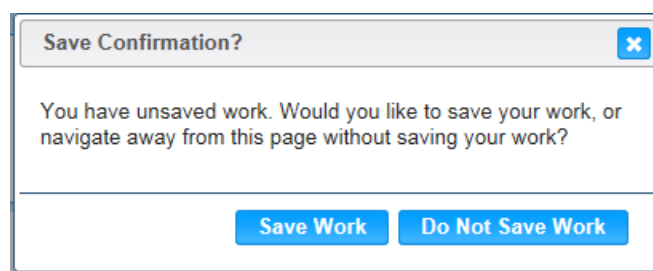 Save Confirmation?
You have unsaved work. Would you like to save your work, or
navigate away from this page without saving your work?
Save Work
Do Not Save Work